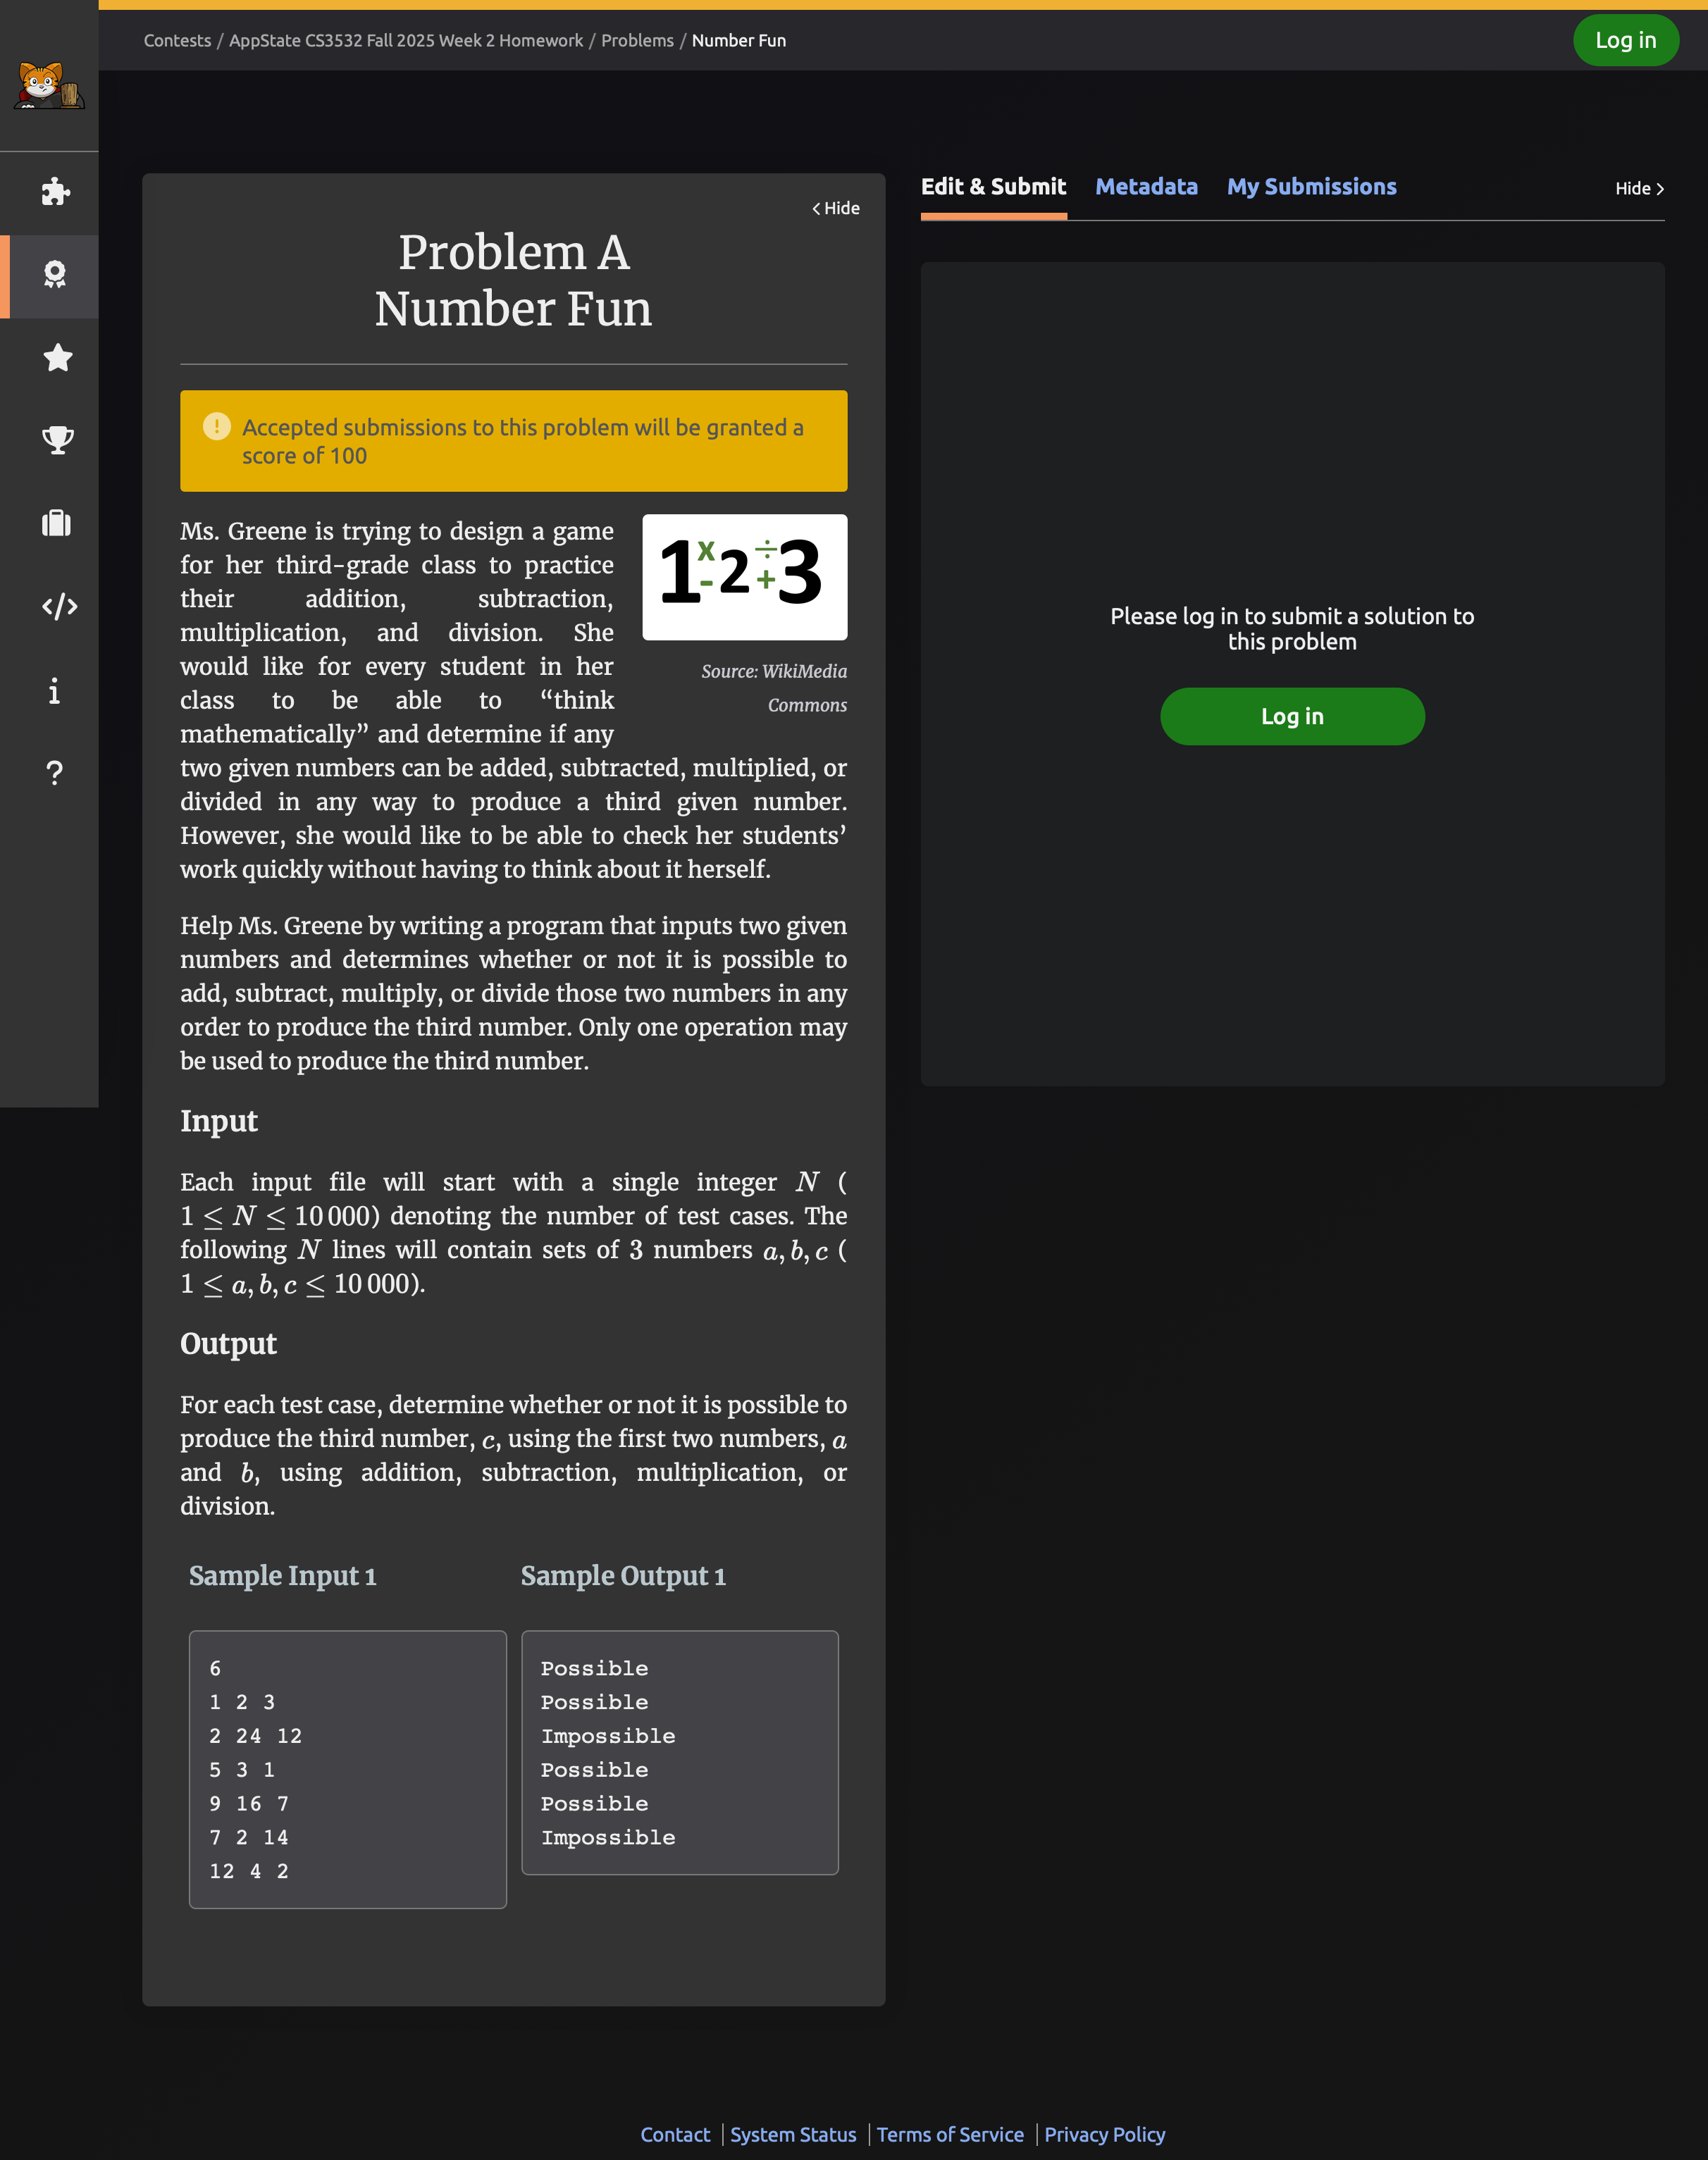 Contests / AppState CS3532 Fall 2025 Week 2 Homework / Problems / Number Fun
Log in
Hide
Problem A
Number Fun
Accepted submissions to this problem will be granted a
score of 100
Ms. Greene is trying to design a game
for her third-grade class to practice
their addition, subtraction,
multiplication, and division. She
would like for every student in her
class to be able to “think
mathematically” and determine if any
1 x - 2 ÷ + 3
Source: WikiMedia
Commons
two given numbers can be added, subtracted, multiplied, or
divided in any way to produce a third given number.
However, she would like to be able to check her students’
work quickly without having to think about it herself.
Help Ms. Greene by writing a program that inputs two given
numbers and determines whether or not it is possible to
add, subtract, multiply, or divide those two numbers in any
order to produce the third number. Only one operation may
be used to produce the third number.
Input
Each input file will start with a single integer N (
1 ≤ N ≤ 10 000) denoting the number of test cases. The
following N lines will contain sets of 3 numbers a, b, c (
1 ≤ a, b, c ≤ 10 000).
Output
For each test case, determine whether or not it is possible to
produce the third number, c, using the first two numbers, a
and b, using addition, subtraction, multiplication, or
division.
Sample Input 1
6
1 2 3
2 24 12
5 3 1
9 16 7
7 2 14
12 4 2
Sample Output 1
Possible
Possible
Impossible
Possible
Possible
Impossible
Edit & Submit Metadata My Submissions
Hide
Please log in to submit a solution to
this problem
Log in
Contact System Status Terms of Service Privacy Policy